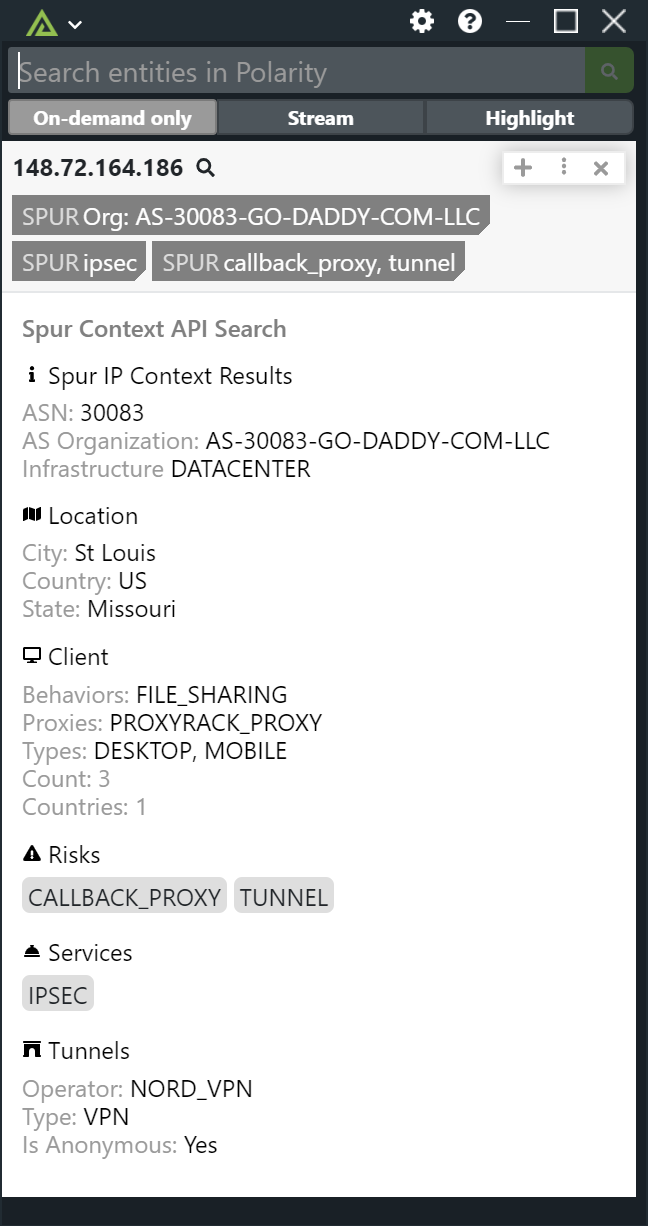 Search entities in Polarity
On-demand only Stream Highlight
148.72.164.186
SPUR Org: AS-30083-GO-DADDY-COM-LLC
SPUR ipsec SPUR callback_proxy, tunnel
Spur Context API Search
Spur IP Context Results
ASN: 30083
AS Organization: AS-30083-GO-DADDY-COM-LLC
Infrastructure DATACENTER
Location
City: St Louis
Country: US
State: Missouri
Client
Behaviors: FILE_SHARING
Proxies: PROXYRACK_PROXY
Types: DESKTOP, MOBILE
Count: 3
Countries: 1
Risks
CALLBACK_PROXY TUNNEL
Services
IPSEC
Tunnels
Operator: NORD_VPN
Type: VPN
Is Anonymous: Yes